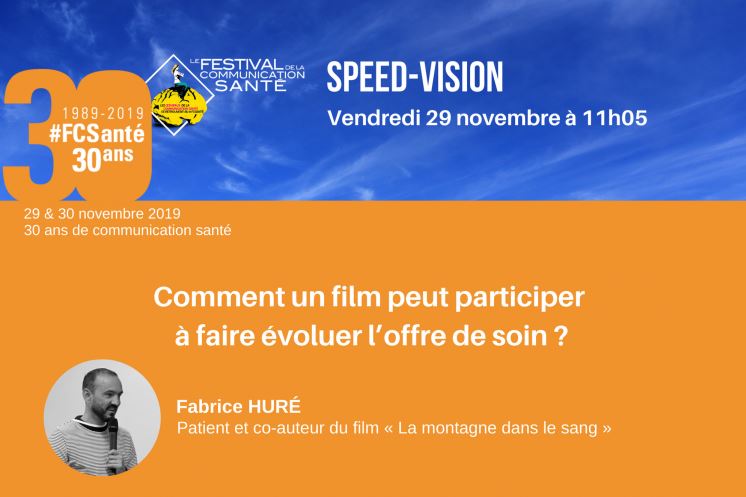 LE FESTIVAL DE LA
COMMUNICATION
SANTÉ
SPEED-VISION
Vendredi 29 novembre à 11h05
30
1989-2019
#FCSanté
30ans
29 & 30 novembre 2019
30 ans de communication santé
Comment un film peut participer
à faire évoluer l’offre de soin ?
Fabrice HURÉ
Patient et co-auteur du film « La montagne dans le sang »